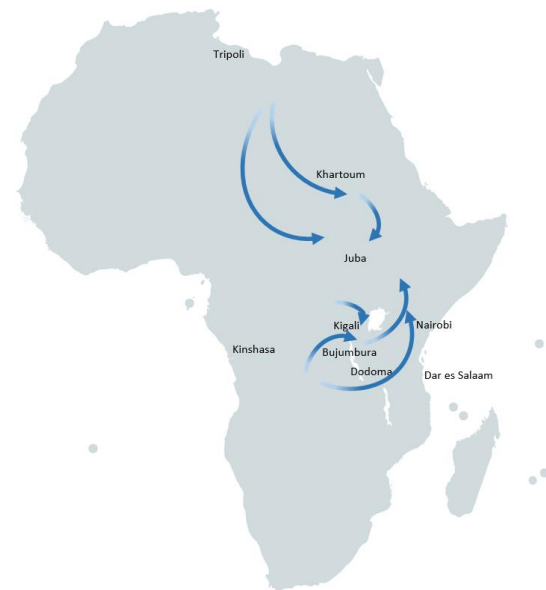 Tripoli
Khartoum
Juba
Kigali
Nairobi
Kinshasa
Bujumbura
Dodoma
Dar es Salaam